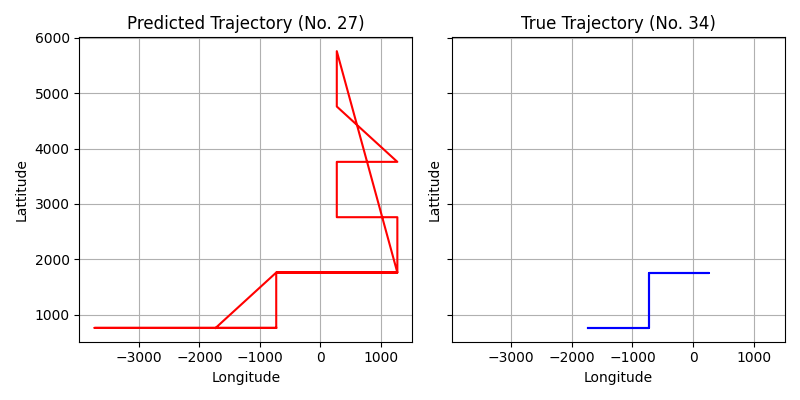 Predicted Trajectory (No. 27)
True Trajectory (No. 34)
6000
5000
4000
3000
2000
1000
Lattitude
Lattitude
−3000 −2000 −1000 0 1000
−3000 −2000 −1000 0 1000
Longitude
Longitude